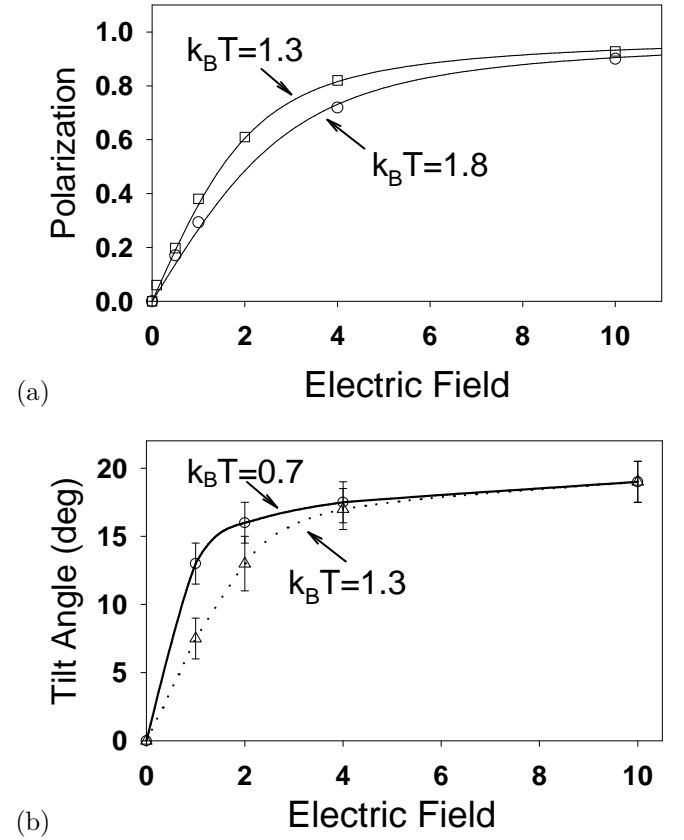 1.0
k_BT=1.3
0.8
Polarization
0.6
k_BT=1.8
0.4
0.2
0.0
0 2 4 6 8 10
Electric Field
(a)
20
k_BT=0.7
15
Tilt Angle (deg)
k_BT=1.3
10
5
0
0 2 4 6 8 10
Electric Field
(b)